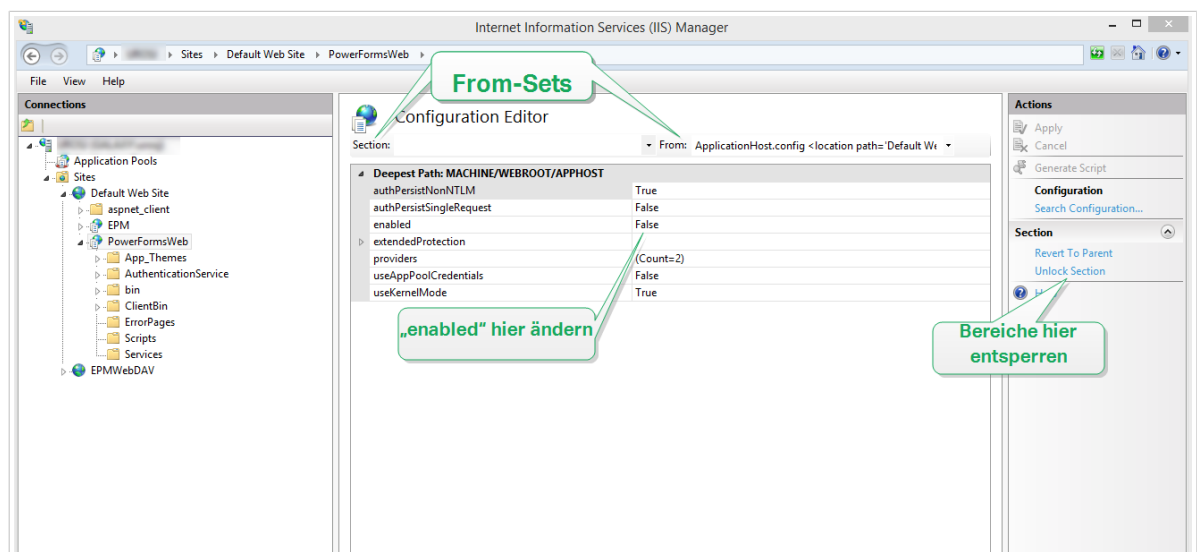 Internet Information Services (IIS) Manager
Sites Default Web Site PowerFormsWeb
File View Help
From-Sets
Connections
Configuration Editor
Actions
Section:
From: ApplicationHost.config <location path='Default We
Apply
Cancel
Generate Script
Configuration
Search Configuration...
Section
Revert To Parent
Unlock Section
Application Pools
Sites
Default Web Site
aspnet_client
EPM
PowerFormsWeb
App_Themes
AuthenticationService
bin
ClientBin
ErrorPages
Scripts
Services
EPMWebDAV
Deepest Path: MACHINE/WEBROOT/APPHOST
authPersistNonNTLM True
authPersistSingleRequest False
enabled False
extendedProtection
providers (Count=2)
useAppPoolCredentials False
useKernelMode True
„enabled“ hier ändern
Bereiche hier
entsperren